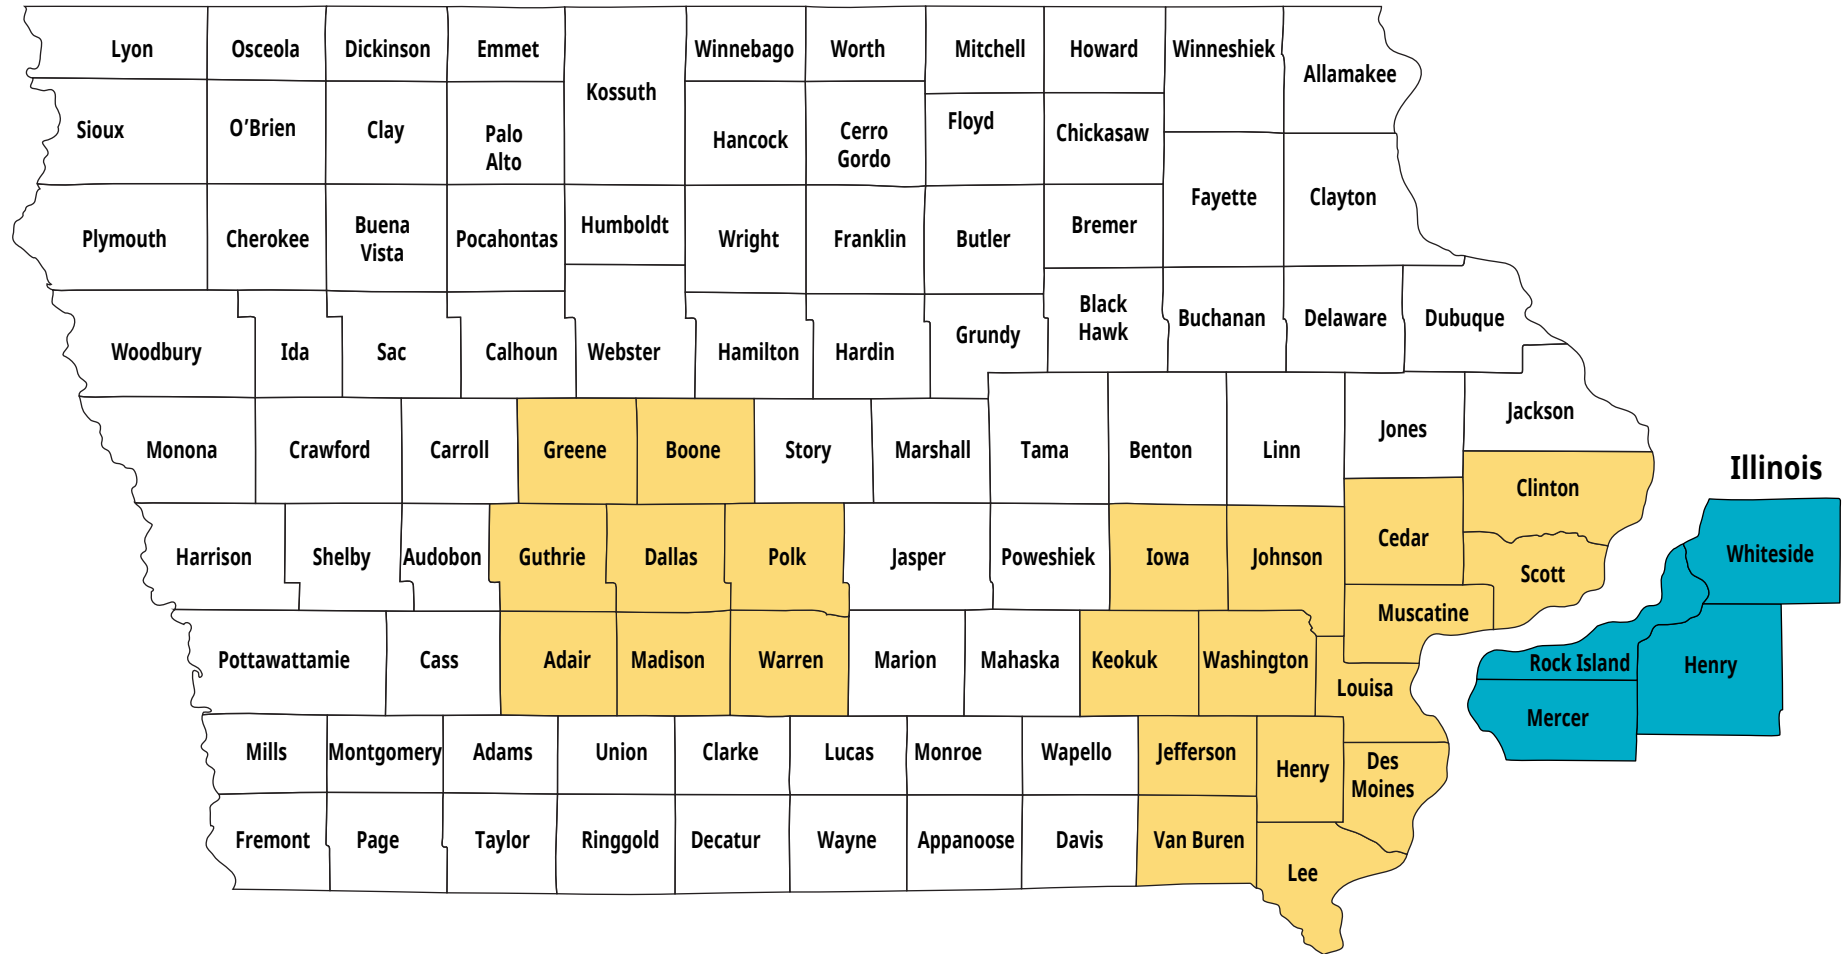 Lyon
Osceola
Dickinson
Emmet
Kossuth
Winnebago
Worth
Mitchell
Howard
Winneshiek
Allamakee
Sioux
O’Brien
Clay
Palo
Alto
Hancock
Cerro
Gordo
Floyd
Chickasaw
Fayette
Clayton
Plymouth
Cherokee
Buena
Vista
Pocahontas
Humboldt
Wright
Franklin
Butler
Bremer
Woodbury
Ida
Sac
Calhoun
Webster
Hamilton
Hardin
Grundy
Black
Hawk
Buchanan
Delaware
Dubuque
Monona
Crawford
Carroll
Greene
Boone
Story
Marshall
Tama
Benton
Linn
Jones
Jackson
Clinton
Illinois
Harrison
Shelby
Audobon
Guthrie
Dallas
Polk
Jasper
Poweshiek
Iowa
Johnson
Cedar
Scott
Whiteside
Muscatine
Pottawattamie
Cass
Adair
Madison
Warren
Marion
Mahaska
Keokuk
Washington
Louisa
Rock Island
Henry
Mercer
Mills
Montgomery
Adams
Union
Clarke
Lucas
Monroe
Wapello
Jefferson
Henry
Des
Moines
Fremont
Page
Taylor
Ringgold
Decatur
Wayne
Appanoose
Davis
Van Buren
Lee